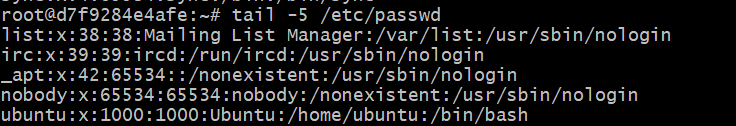 root@d7f9284e4afe:~# tail -5 /etc/passwd
list:x:38:38:Mailing List Manager:/var/list:/usr/sbin/nologin
irc:x:39:39:ircd:/run/ircd:/usr/sbin/nologin
_apt:x:42:65534::/nonexistent:/usr/sbin/nologin
nobody:x:65534:65534:nobody:/nonexistent:/usr/sbin/nologin
ubuntu:x:1000:1000:Ubuntu:/home/ubuntu:/bin/bash